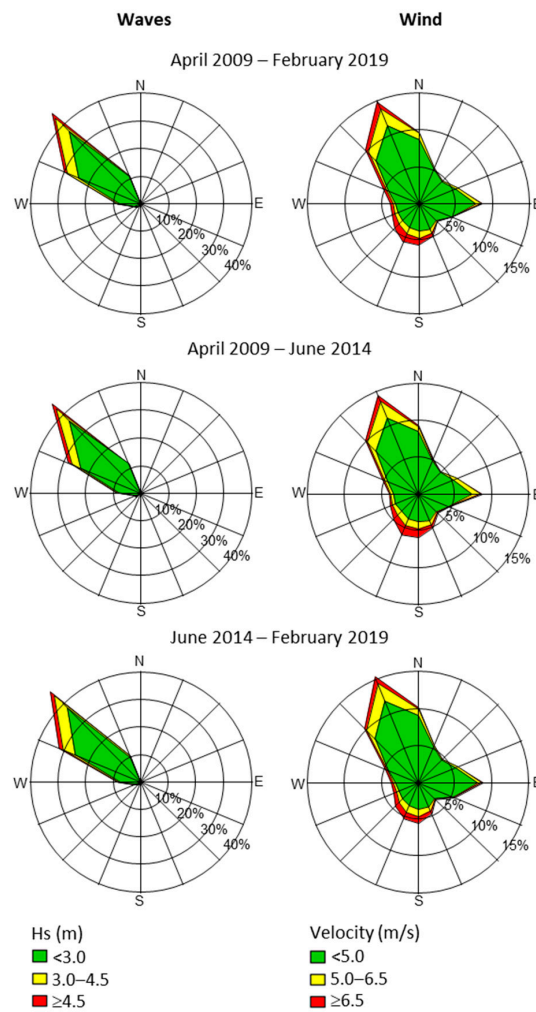 Waves Wind
April 2009 – February 2019
N N
W E W E
10% 20% 30% 40%
5% 10% 15%
S S
April 2009 – June 2014
N N
W E W E
10% 20% 30% 40%
5% 10% 15%
S S
June 2014 – February 2019
N N
W E W E
10% 20% 30% 40%
5% 10% 15%
S S
Hs (m) Velocity (m/s)
<3.0 <5.0
3.0–4.5 5.0–6.5
≥4.5 ≥6.5